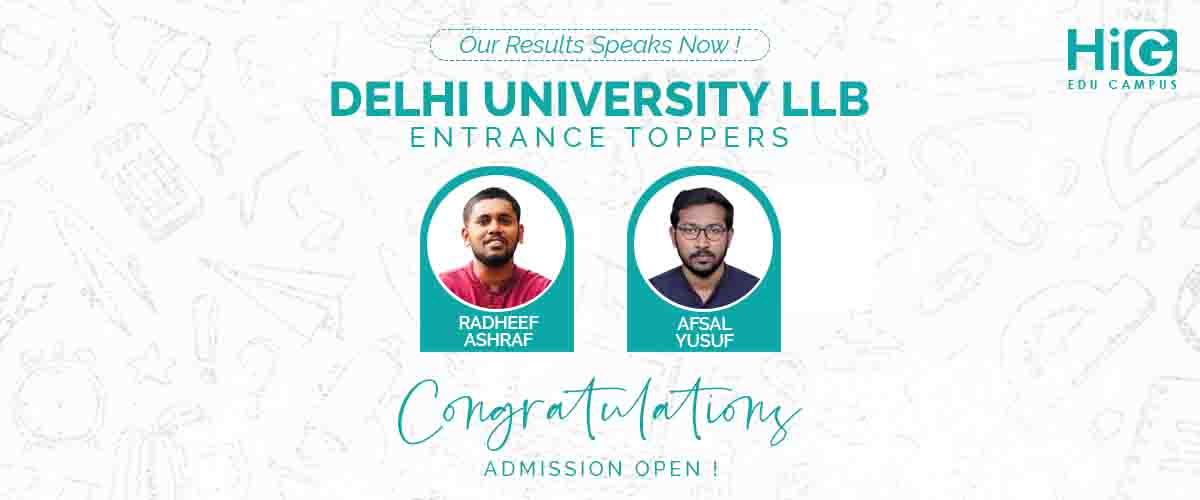 Our Results Speaks Now !
HiG
EDU CAMPUS
DELHI UNIVERSITY LLB
ENTRANCE TOPPERS
RADHEEF
ASHRAF
AFSAL
YUSUF
Congratulations
ADMISSION OPEN !